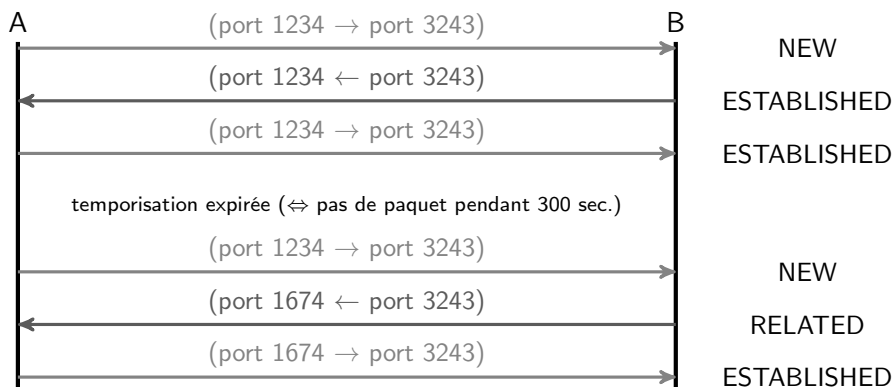 A B
(port 1234 → port 3243) NEW
(port 1234 ← port 3243) ESTABLISHED
(port 1234 → port 3243) ESTABLISHED
temporisation expirée (⇔ pas de paquet pendant 300 sec.)
(port 1234 → port 3243) NEW
(port 1674 ← port 3243) RELATED
(port 1674 → port 3243) ESTABLISHED